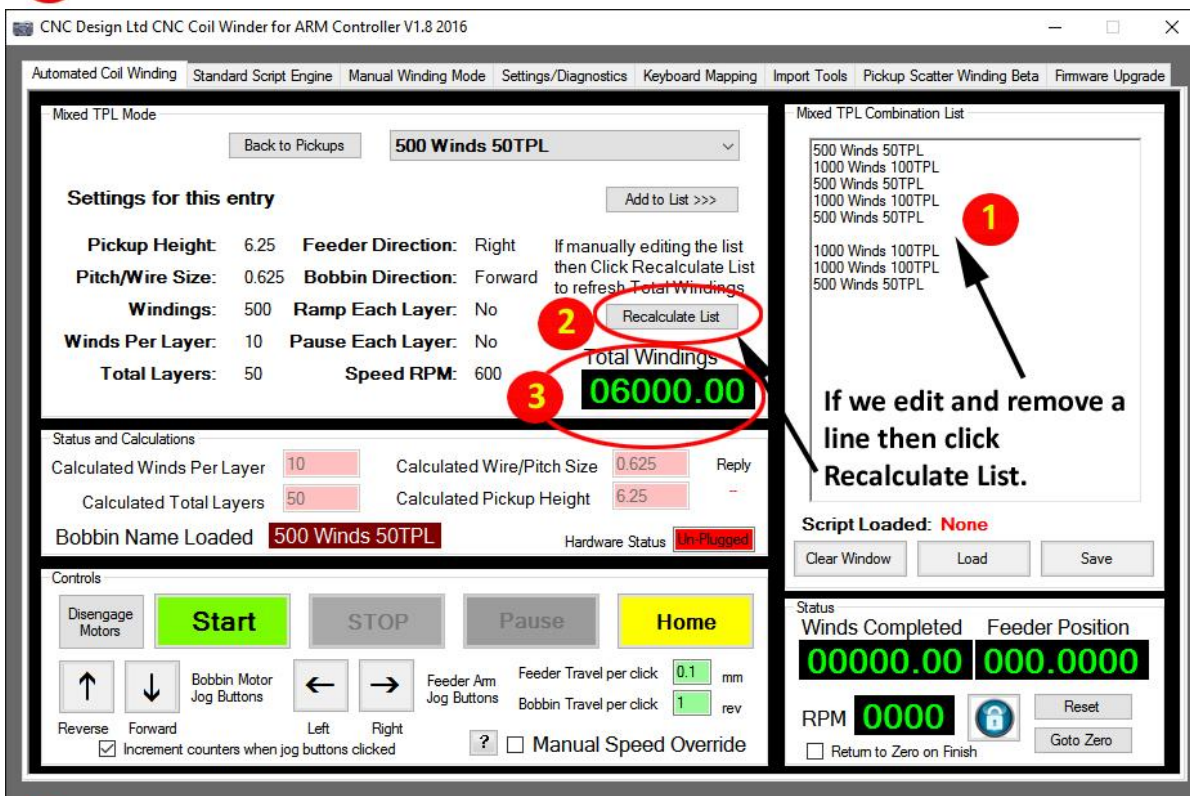 CNC Design Ltd CNC Coil Winder for ARM Controller V1.8 2016
Automated Coil Winding Standard Script Engine Manual Winding Mode Settings/Diagnostics Keyboard Mapping Import Tools Pickup Scatter Winding Beta Firmware Upgrade
Mixed TPL Mode
Back to Pickups 500 Winds 50TPL
Settings for this entry Add to List >>>
Pickup Height: 6.25 Feeder Direction: Right
Pitch/Wire Size: 0.625 Bobbin Direction: Forward
Windings: 500 Ramp Each Layer: No
Winds Per Layer: 10 Pause Each Layer: No
Total Layers: 50 Speed RPM: 600
If manually editing the list
then Click Recalculate List
to refresh Total Windings
2 Recalculate List
Total Windings
3 06000.00
Mixed TPL Combination List
500 Winds 50TPL
1000 Winds 100TPL
500 Winds 50TPL
1000 Winds 100TPL
500 Winds 50TPL
1
1000 Winds 100TPL
1000 Winds 100TPL
500 Winds 50TPL
If we edit and remove a
line then click
Recalculate List.
Script Loaded: None
Clear Window Load Save
Status and Calculations
Calculated Winds Per Layer 10 Calculated Wire/Pitch Size 0.625 Reply
Calculated Total Layers 50 Calculated Pickup Height 6.25 --
Bobbin Name Loaded 500 Winds 50TPL Hardware Status Un-Plugged
Controls
Disengage
Motors
Start STOP Pause Home
Bobbin Motor
Jog Buttons
Feeder Arm
Jog Buttons
Feeder Travel per click 0.1 mm
Bobbin Travel per click 1 rev
Reverse Forward Left Right
Increment counters when jog buttons clicked ? Manual Speed Override
Status
Winds Completed Feeder Position
00000.00 000.0000
RPM 0000 Reset
Return to Zero on Finish Goto Zero